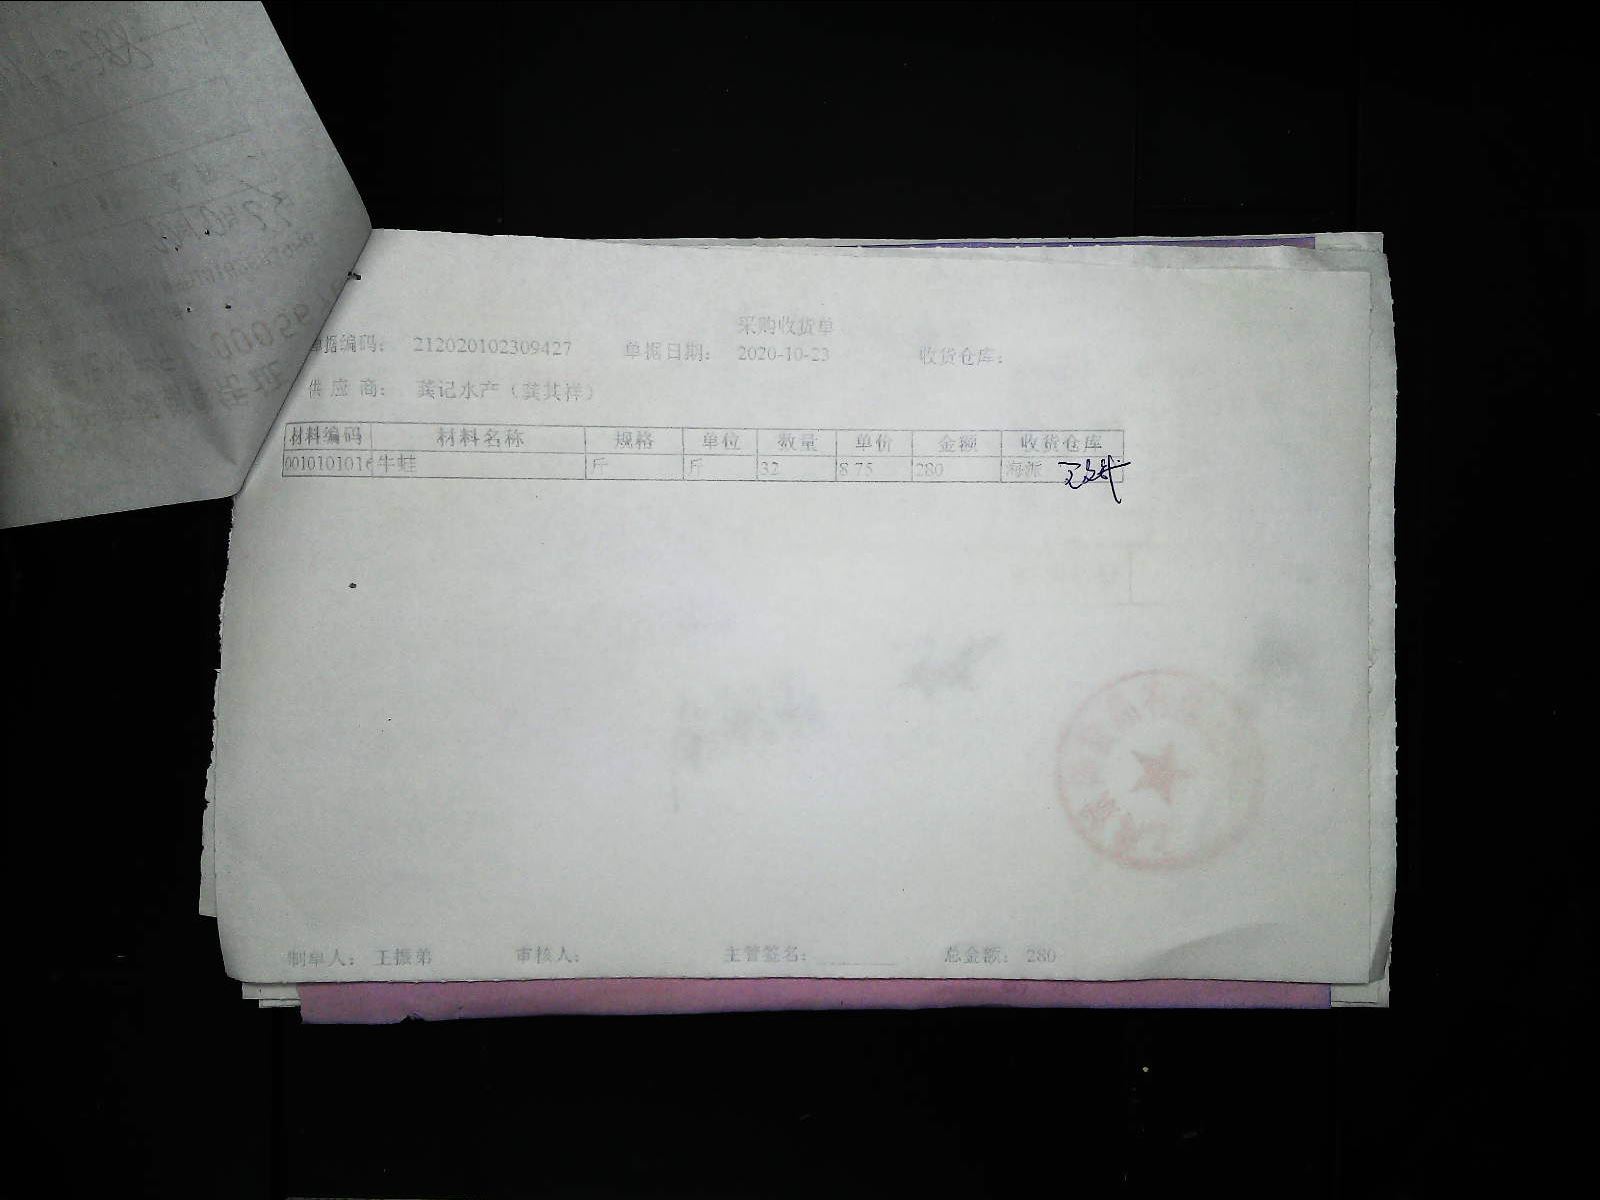 采购收货单
单据编码： 212020102309427 单据日期： 2020-10-23 收货仓库：
供 应 商： 龚记水产（龚其祥）
材料编码 材料名称 规格 单位 数量 单价 金额 收货仓库
0010101016 牛蛙 斤 斤 32 8.75 280 海派
制单人： 王振弟 审核人： 主管签名： 总金额： 280